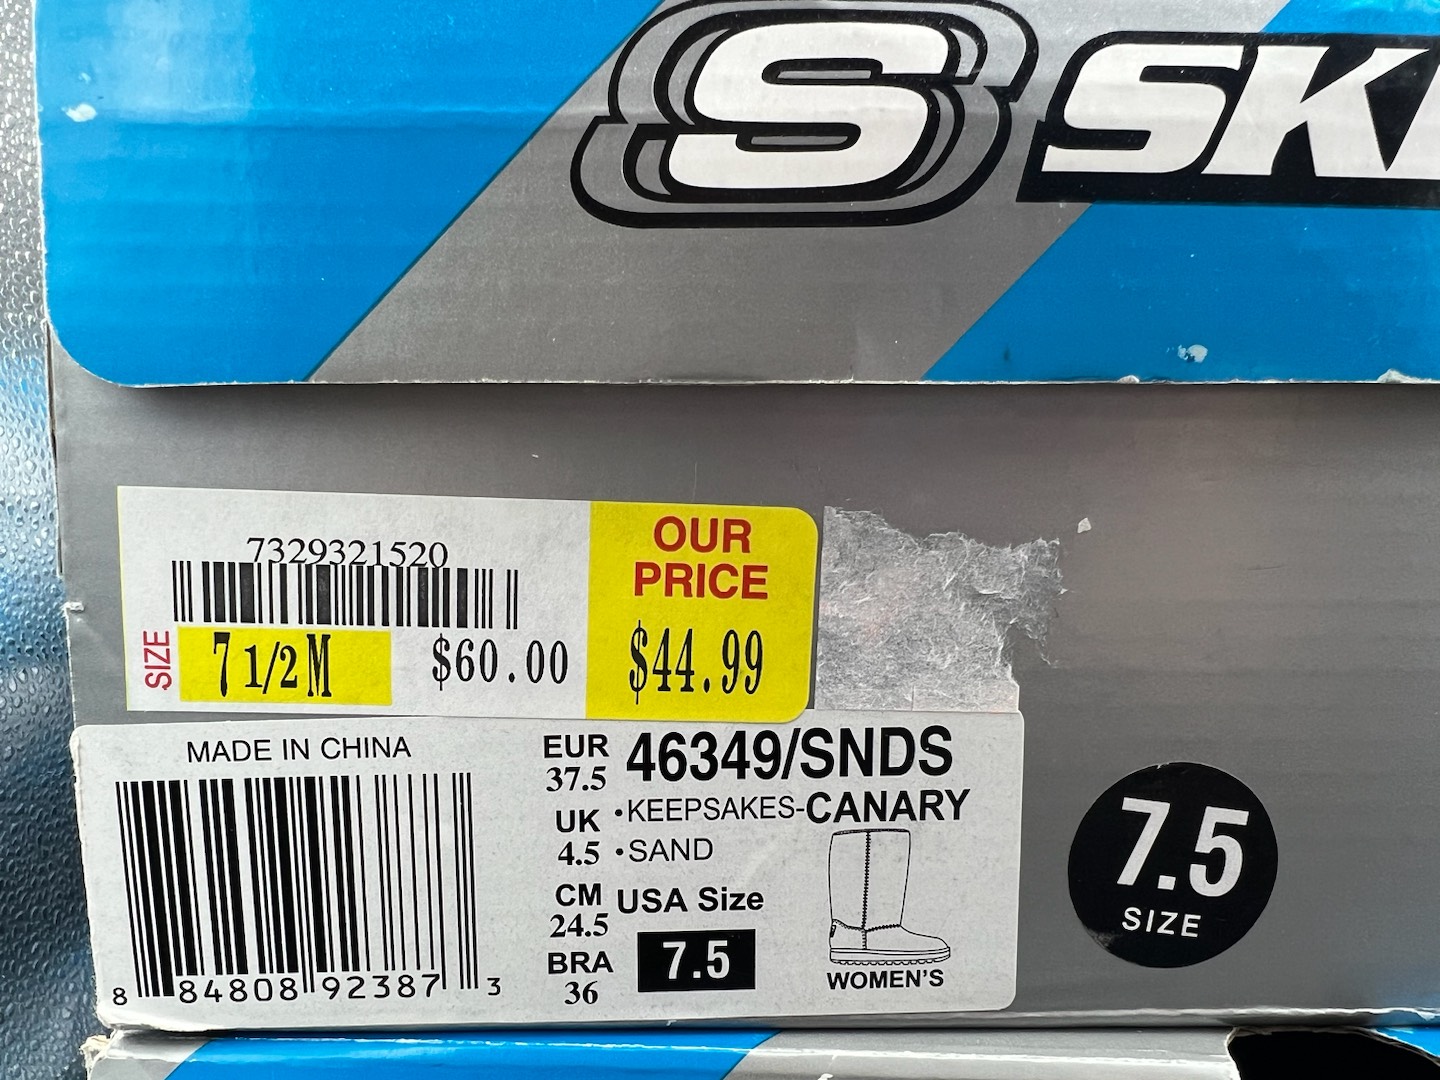 S SK
7329321520
SIZE 7 1/2 M $60.00
OUR
PRICE
$44.99
MADE IN CHINA
8 84808 92387 3
EUR
37.5
UK
4.5
CM
24.5
BRA
36
46349/SNDS
•KEEPSAKES-CANARY
•SAND
USA Size
7.5
WOMEN'S
7.5
SIZE